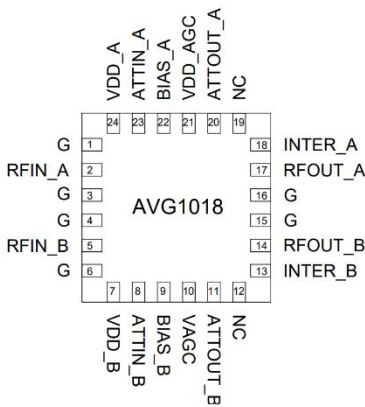 VDD_A
ATTIN_A
BIAS_A
VDD_AGC
ATTOUT_A
NC
24
23
22
21
20
19
G 1
RFIN_A 2
G 3
G 4
RFIN_B 5
G 6
AVG1018
18 INTER_A
17 RFOUT_A
16 G
15 G
14 RFOUT_B
13 INTER_B
7
8
9
10
11
12
VDD_B
ATTIN_B
BIAS_B
VAGC
ATTOUT_B
NC